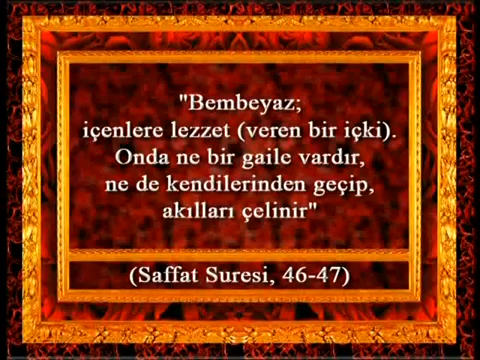 "Bembeyaz;
içenlere lezzet (veren bir içki).
Onda ne bir gaile vardır,
ne de kendilerinden geçip,
akılları çelinir"
(Saffat Suresi, 46-47)